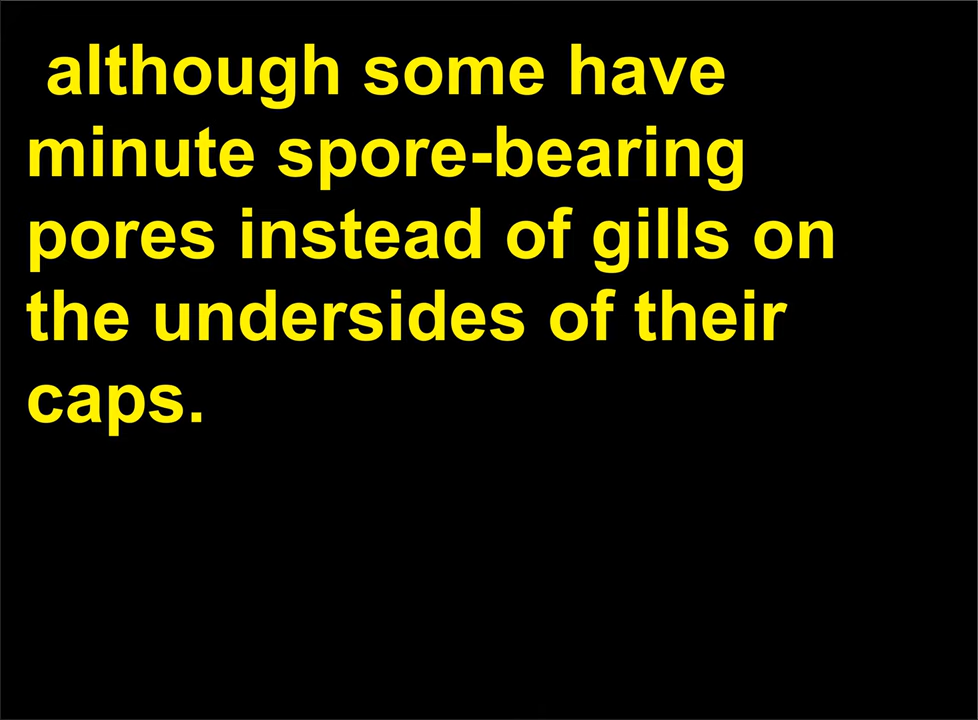 although some have
minute spore-bearing
pores instead of gills on
the undersides of their
caps.